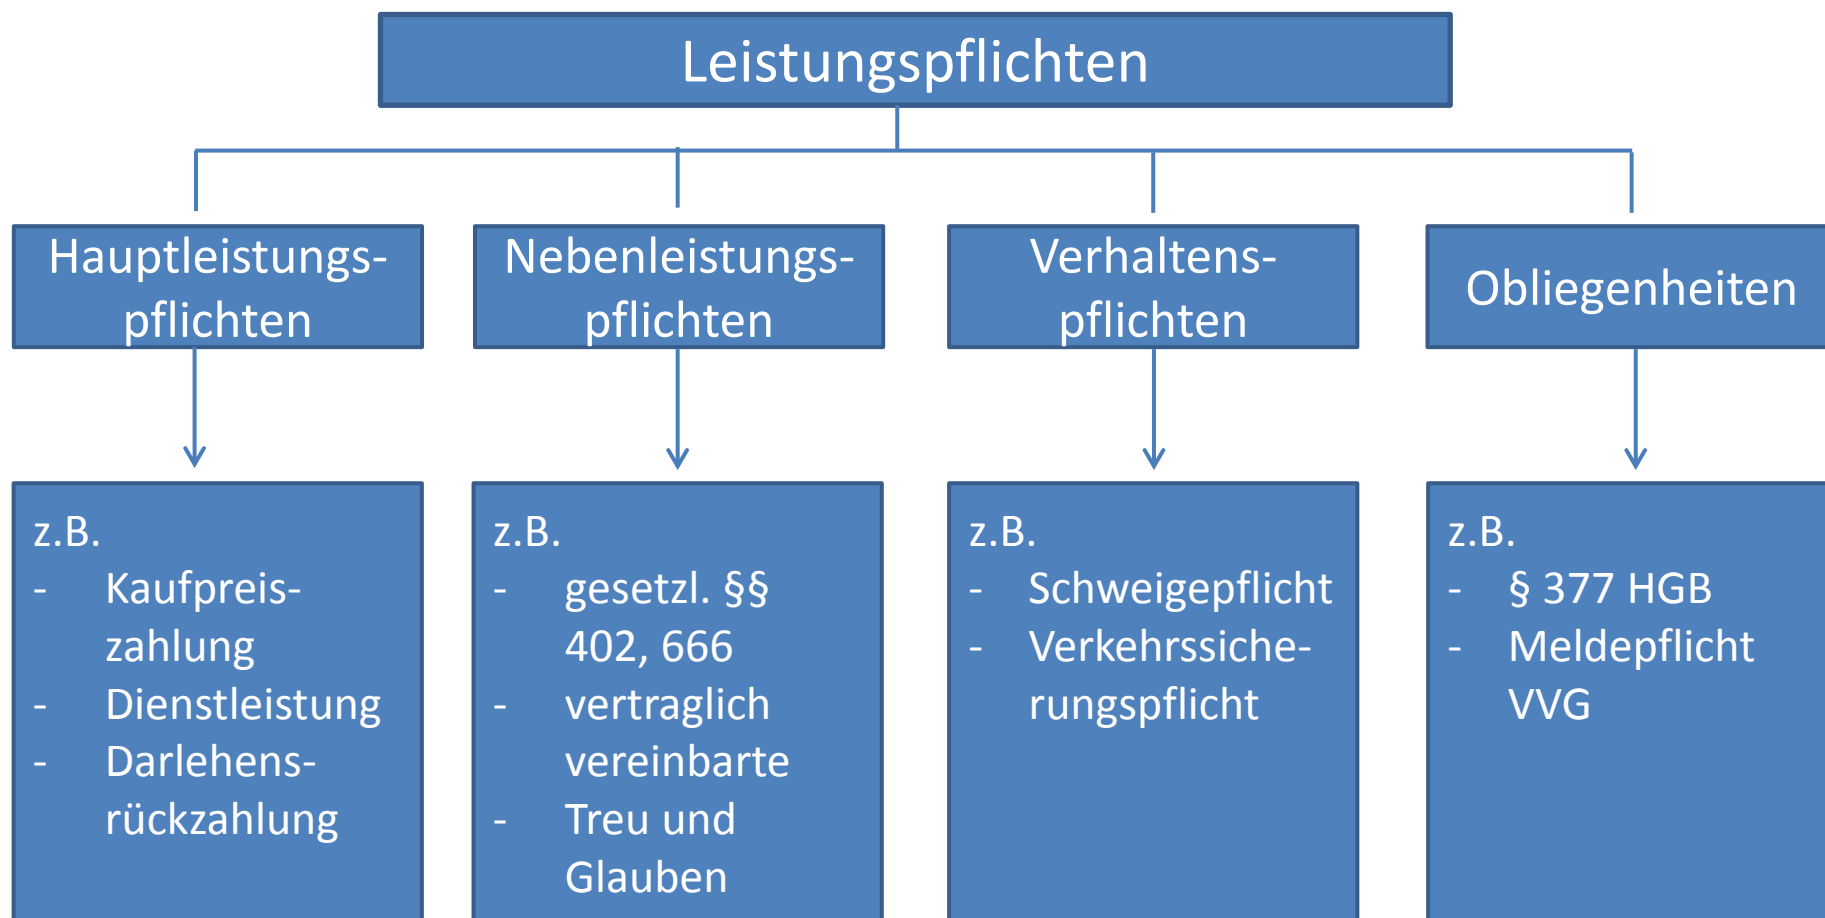 Leistungspflichten
Hauptleistungs-
pflichten
Nebenleistungs-
pflichten
Verhaltens-
pflichten
Obliegenheiten
z.B.
- Kaufpreis-
zahlung
- Dienstleistung
- Darlehens-
rückzahlung
z.B.
- gesetzl. §§
402, 666
- vertraglich
vereinbarte
- Treu und
Glauben
z.B.
- Schweigepflicht
- Verkehrssiche-
rungspflicht
z.B.
- § 377 HGB
- Meldepflicht
VVG